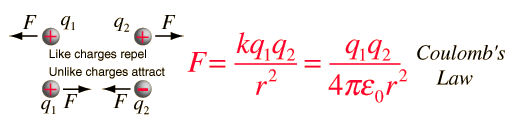 F q₁ q₂ F
+ +
Like charges repel
Unlike charges attract
+ −
q₁ F F q₂
F = kq₁q₂ / r² = q₁q₂ / 4πε₀r²
Coulomb's
Law